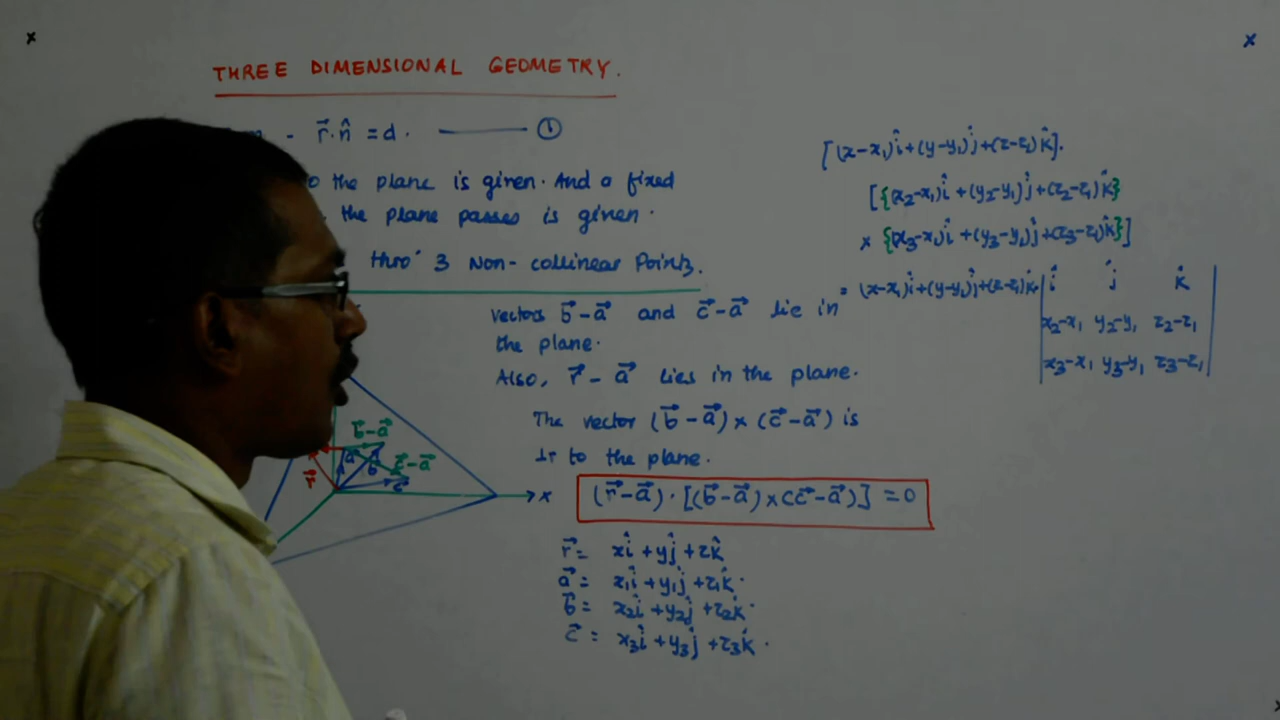 THREE DIMENSIONAL GEOMETRY.
- r⃗·n̂ = d. ——— ①
the plane is given. And a fixed
the plane passes is given.
thro' 3 Non-collinear Points.
vectors b⃗-a⃗ and c⃗-a⃗ lie in
the plane.
Also, r⃗-a⃗ lies in the plane.
The vector (b⃗-a⃗)×(c⃗-a⃗) is
⊥r to the plane.
(r⃗-a⃗)·[(b⃗-a⃗)×(c⃗-a⃗)] = 0
r⃗ = xî+yĵ+zk̂
a⃗ = x₁î+y₁ĵ+z₁k̂.
b⃗ = x₂î+y₂ĵ+z₂k̂.
c⃗ = x₃î+y₃ĵ+z₃k̂.
b⃗-a⃗
a⃗
b⃗
c⃗-a⃗
r⃗
c⃗
x
[(x-x₁)î+(y-y₁)ĵ+(z-z₁)k̂].
[{(x₂-x₁)î+(y₂-y₁)ĵ+(z₂-z₁)k̂}
× {(x₃-x₁)î+(y₃-y₁)ĵ+(z₃-z₁)k̂}]
= (x-x₁)î+(y-y₁)ĵ+(z-z₁)k̂. | î ĵ k̂
x₂-x₁ y₂-y₁ z₂-z₁
x₃-x₁ y₃-y₁ z₃-z₁ |